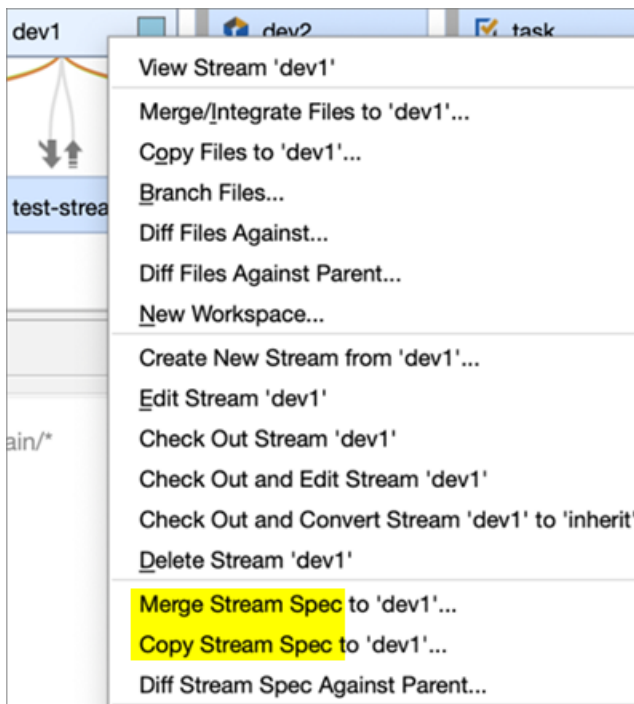 dev1
dev2
task
View Stream 'dev1'
Merge/Integrate Files to 'dev1'...
Copy Files to 'dev1'...
Branch Files...
test-strea
Diff Files Against...
Diff Files Against Parent...
New Workspace...
Create New Stream from 'dev1'...
Edit Stream 'dev1'
ain/*
Check Out Stream 'dev1'
Check Out and Edit Stream 'dev1'
Check Out and Convert Stream 'dev1' to 'inherit'
Delete Stream 'dev1'
Merge Stream Spec to 'dev1'...
Copy Stream Spec to 'dev1'...
Diff Stream Spec Against Parent...